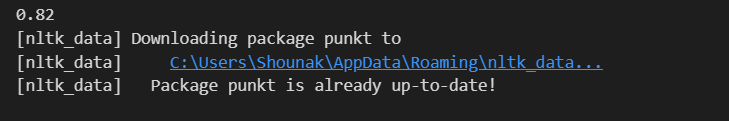 0.82
[nltk_data] Downloading package punkt to
[nltk_data]     C:\Users\Shounak\AppData\Roaming\nltk_data...
[nltk_data]   Package punkt is already up-to-date!